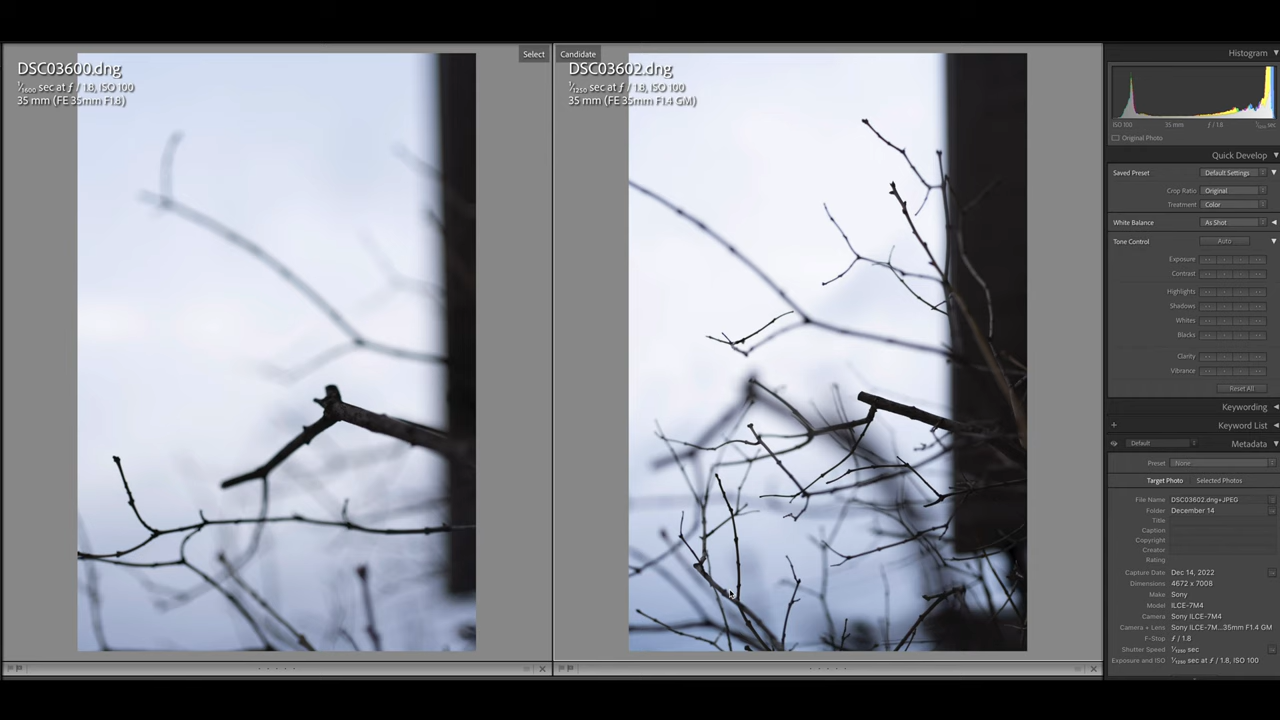 Select
DSC03600.dng
1/1600 sec at ƒ / 1.8, ISO 100
35 mm (FE 35mm F1.8)
Candidate
DSC03602.dng
1/1250 sec at ƒ / 1.8, ISO 100
35 mm (FE 35mm F1.4 GM)
Histogram
ISO 100 35 mm ƒ / 1.8 1/1250 sec
Original Photo
Quick Develop
Saved Preset Default Settings
Crop Ratio Original
Treatment Color
White Balance As Shot
Tone Control Auto
Exposure
Contrast
Highlights
Shadows
Whites
Blacks
Clarity
Vibrance
Reset All
Keywording
+ Keyword List
Default Metadata
Preset None
Target Photo Selected Photos
File Name DSC03602.dng+JPEG
Folder December 14
Title
Caption
Copyright
Creator
Rating
Capture Date Dec 14, 2022
Dimensions 4672 x 7008
Make Sony
Model ILCE-7M4
Camera Sony ILCE-7M4
Camera + Lens Sony ILCE-7M...35mm F1.4 GM
F-Stop ƒ / 1.8
Shutter Speed 1/1250 sec
Exposure and ISO 1/1250 sec at ƒ / 1.8, ISO 100